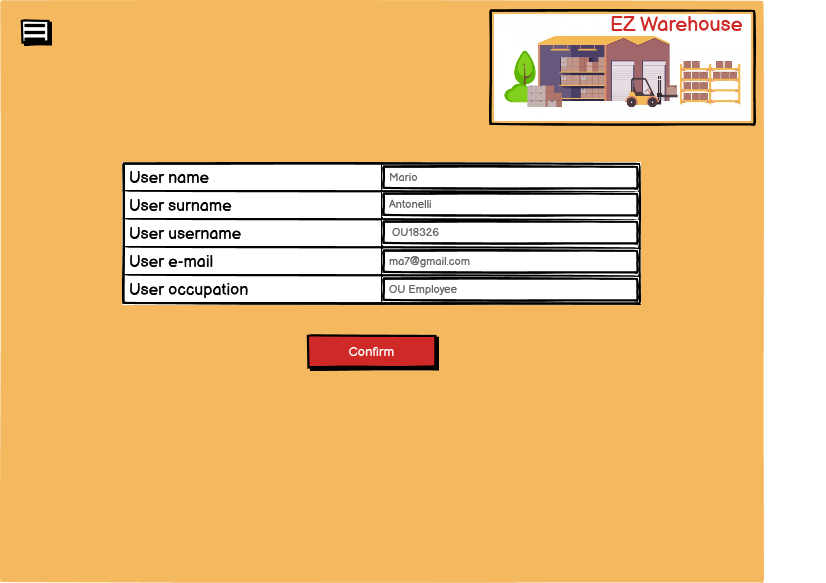 EZ Warehouse
User name Mario
User surname Antonelli
User username OU18326
User e-mail ma7@gmail.com
User occupation OU Employee
Confirm